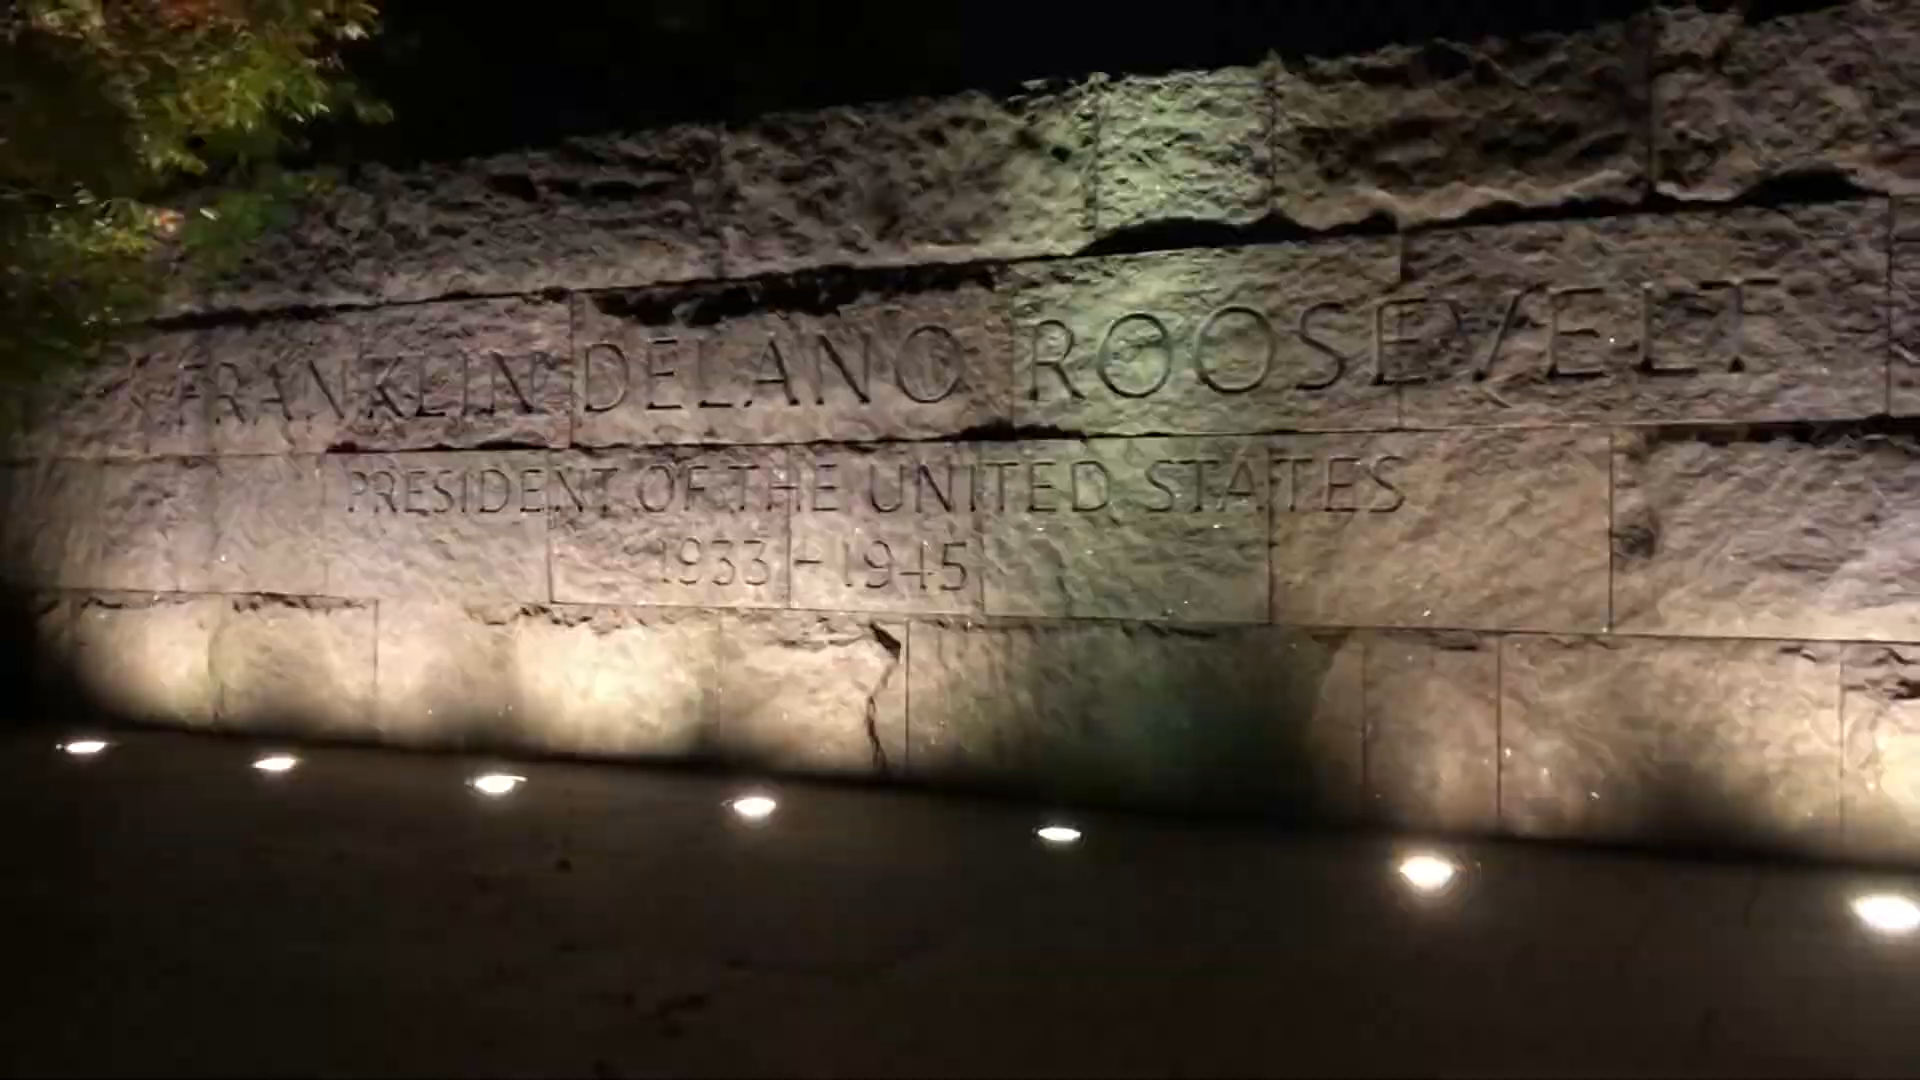 FRANKLIN DELANO ROOSEVELT
PRESIDENT OF THE UNITED STATES
1933 - 1945